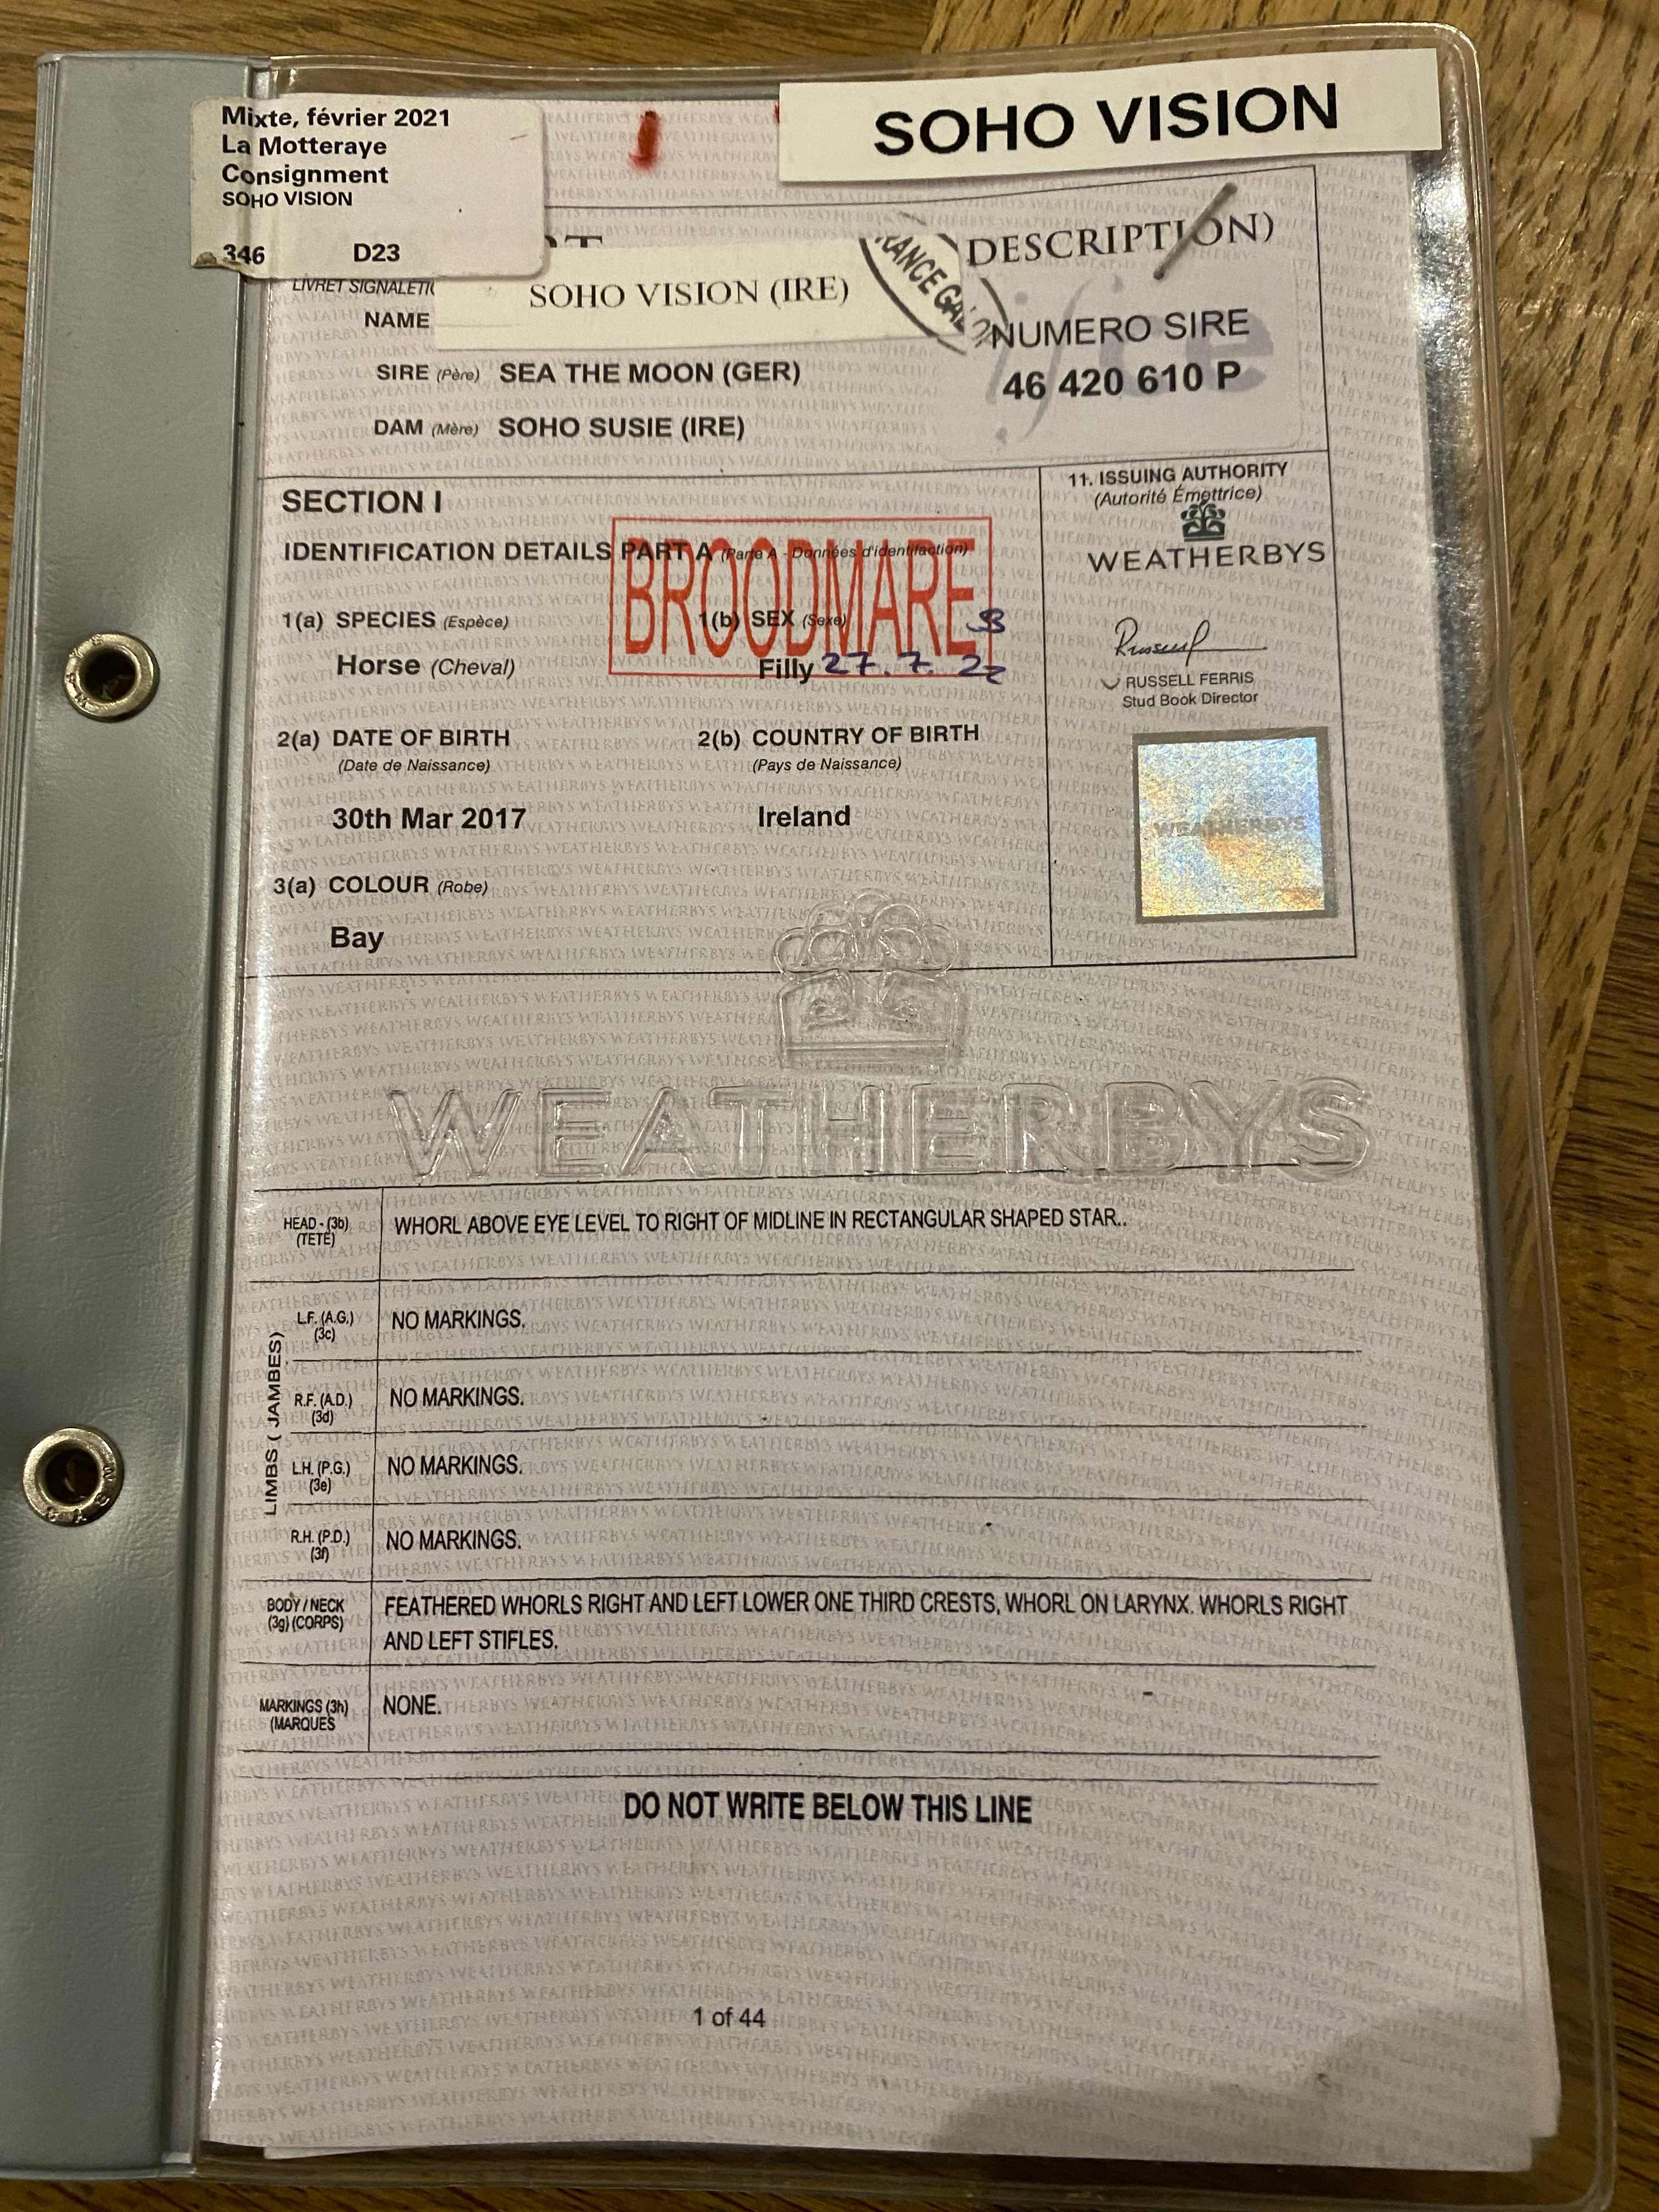 Mixte, février 2021
La Motteraye
Consignment
SOHO VISION
346 D23
SOHO VISION
DESCRIPTION)
LIVRET
SOHO VISION (IRE)
NAME
NUMERO SIRE
46 420 610 P
SIRE (Père) SEA THE MOON (GER)
DAM (Mère) SOHO SUSIE (IRE)
SECTION I
IDENTIFICATION DETAILS PART A (Parte A - Données d'identifaction)
BROODMARE
1(a) SPECIES (Espèce)
1(b) SEX (Sexe)
Horse (Cheval)
Filly 27.7.22
2(a) DATE OF BIRTH
(Date de Naissance)
2(b) COUNTRY OF BIRTH
(Pays de Naissance)
30th Mar 2017
Ireland
3(a) COLOUR (Robe)
Bay
11. ISSUING AUTHORITY
(Autorité Émettrice)
WEATHERBYS
RUSSELL FERRIS
Stud Book Director
WEATHERBYS
WEATHERBYS
HEAD - (3b)
(TETE)
WHORL ABOVE EYE LEVEL TO RIGHT OF MIDLINE IN RECTANGULAR SHAPED STAR..
LIMBS ( JAMBES)
L.F. (A.G.)
(3c)
NO MARKINGS.
R.F. (A.D.)
(3d)
NO MARKINGS.
L.H. (P.G.)
(3e)
NO MARKINGS.
R.H. (P.D.)
(3f)
NO MARKINGS.
BODY / NECK
(3g) (CORPS)
FEATHERED WHORLS RIGHT AND LEFT LOWER ONE THIRD CRESTS, WHORL ON LARYNX. WHORLS RIGHT
AND LEFT STIFLES.
MARKINGS (3h)
(MARQUES
NONE.
DO NOT WRITE BELOW THIS LINE
1 of 44